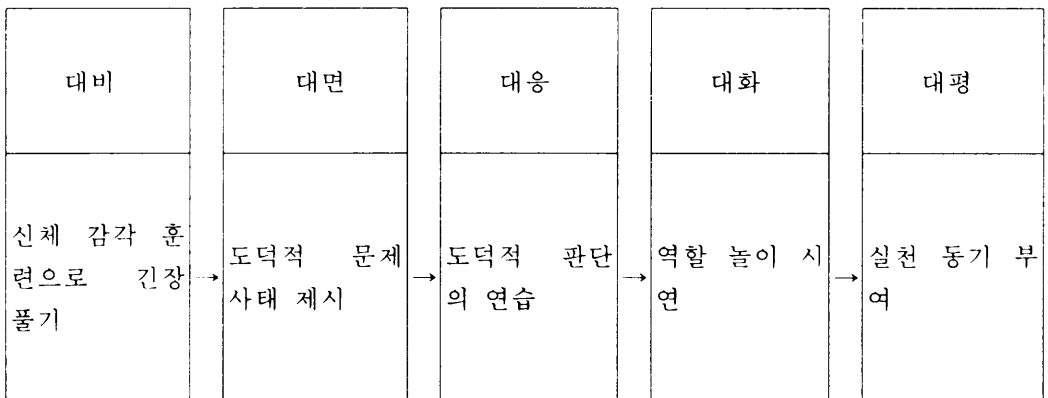 대비
대면
대응
대화
대평
신체 감각 훈
련으로 긴장
풀기
→
도덕적 문제
사태 제시
→
도덕적 판단
의 연습
→
역할 놀이 시
연
→
실천 동기 부
여